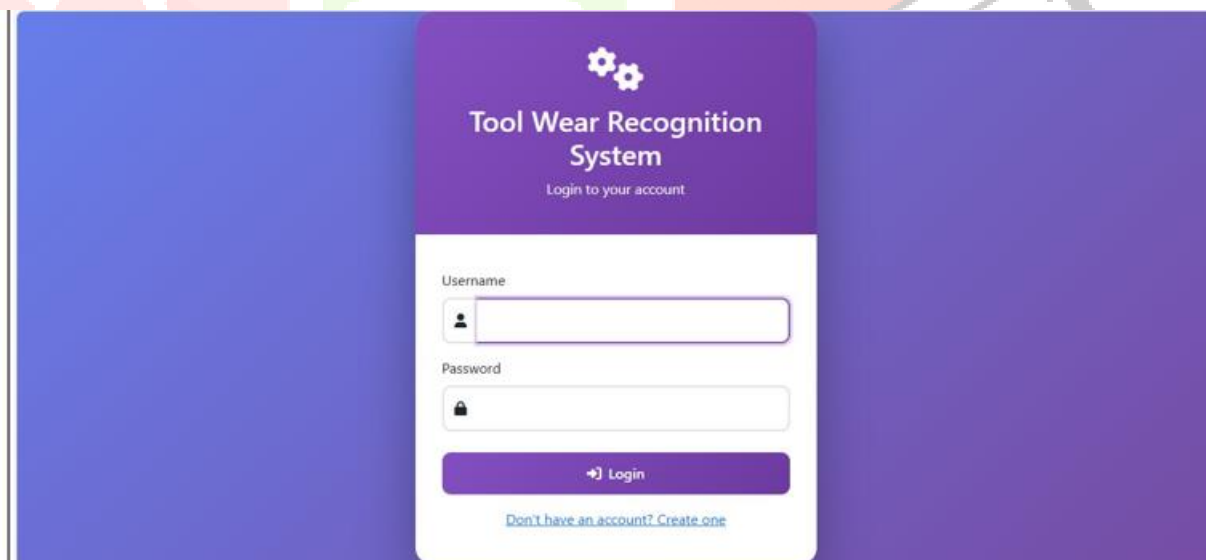 Tool Wear Recognition
System
Login to your account
Username
Password
Login
Don't have an account? Create one